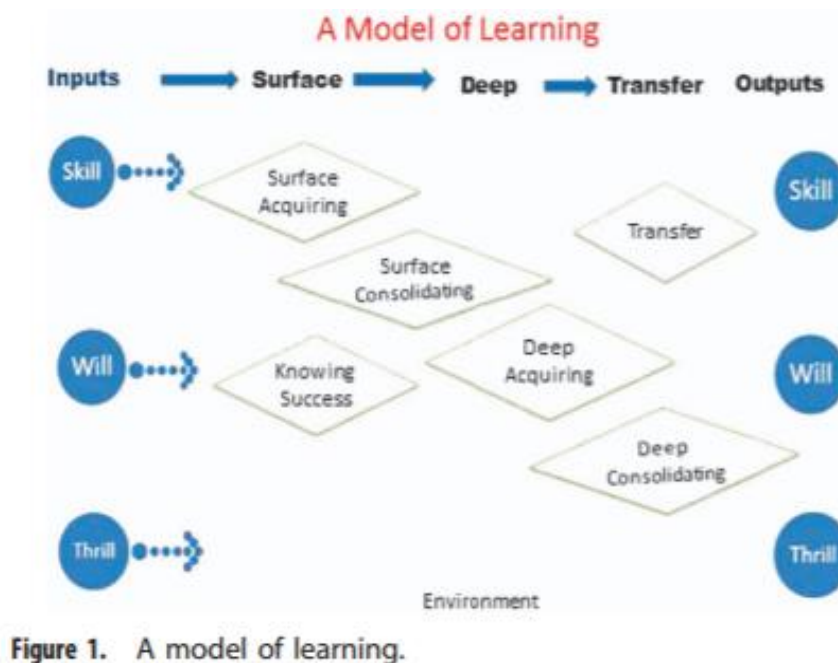 A Model of Learning
Inputs Surface Deep Transfer Outputs
Skill
Surface
Acquiring
Transfer
Skill
Surface
Consolidating
Will
Knowing
Success
Deep
Acquiring
Will
Deep
Consolidating
Thrill
Thrill
Environment
Figure 1. A model of learning.